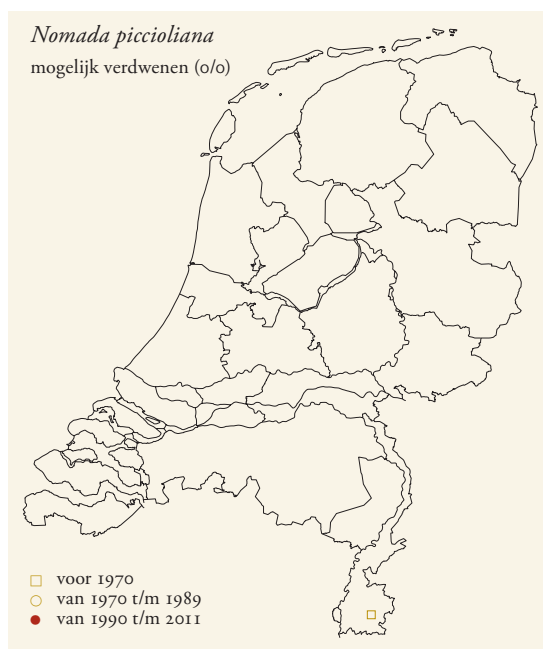 Nomada piccioliana
mogelijk verdwenen (0/0)
voor 1970
van 1970 t/m 1989
van 1990 t/m 2011